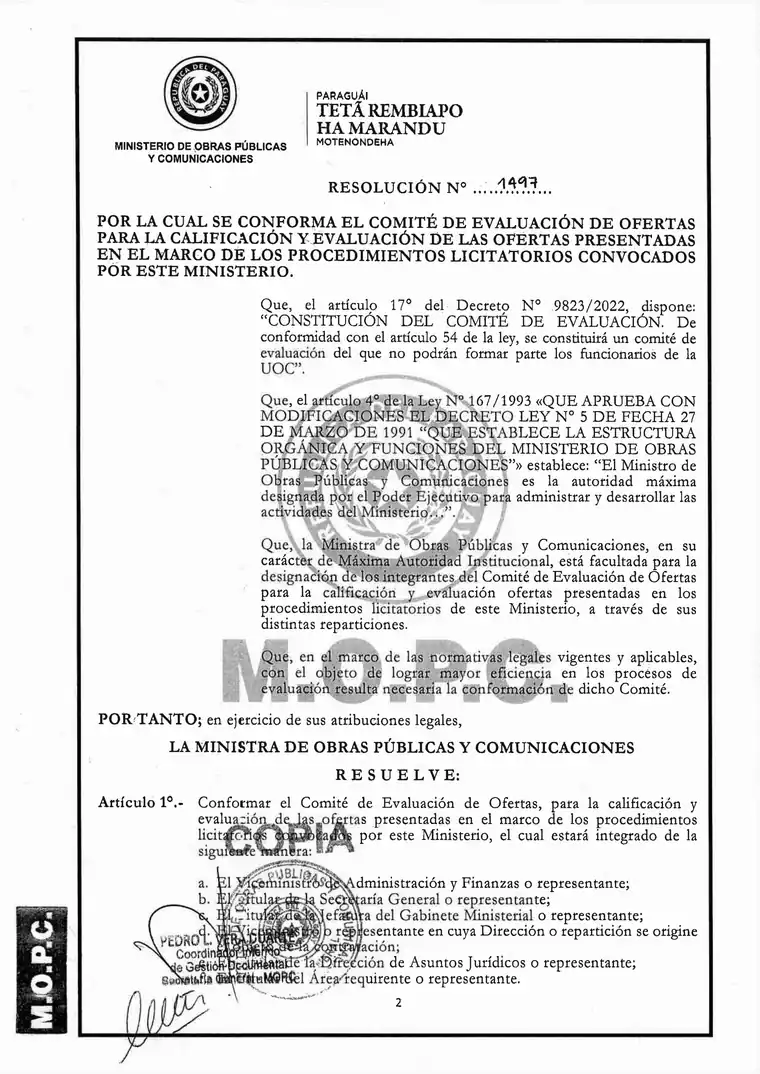 REPUBLICA DEL PARAGUAY
MINISTERIO DE OBRAS PÚBLICAS
Y COMUNICACIONES
PARAGUÁI
TETÃ REMBIAPO
HA MARANDU
MOTENONDEHA
RESOLUCIÓN N° ....1497....
POR LA CUAL SE CONFORMA EL COMITÉ DE EVALUACIÓN DE OFERTAS
PARA LA CALIFICACIÓN Y EVALUACIÓN DE LAS OFERTAS PRESENTADAS
EN EL MARCO DE LOS PROCEDIMIENTOS LICITATORIOS CONVOCADOS
POR ESTE MINISTERIO.
Que, el artículo 17° del Decreto N° 9823/2022, dispone:
“CONSTITUCIÓN DEL COMITÉ DE EVALUACIÓN. De
conformidad con el artículo 54 de la ley, se constituirá un comité de
evaluación del que no podrán formar parte los funcionarios de la
UOC”.
Que, el artículo 4° de la Ley N° 167/1993 «QUE APRUEBA CON
MODIFICACIONES EL DECRETO LEY N° 5 DE FECHA 27
DE MARZO DE 1991 “QUE ESTABLECE LA ESTRUCTURA
ORGÁNICA Y FUNCIONES DEL MINISTERIO DE OBRAS
PÚBLICAS Y COMUNICACIONES”» establece: “El Ministro de
Obras Públicas y Comunicaciones es la autoridad máxima
designada por el Poder Ejecutivo para administrar y desarrollar las
actividades del Ministerio...”.
Que, la Ministra de Obras Públicas y Comunicaciones, en su
carácter de Máxima Autoridad Institucional, está facultada para la
designación de los integrantes del Comité de Evaluación de Ofertas
para la calificación y evaluación ofertas presentadas en los
procedimientos licitatorios de este Ministerio, a través de sus
distintas reparticiones.
M.O.P.C.
Que, en el marco de las normativas legales vigentes y aplicables,
con el objeto de lograr mayor eficiencia en los procesos de
evaluación resulta necesaria la conformación de dicho Comité.
POR TANTO; en ejercicio de sus atribuciones legales,
LA MINISTRA DE OBRAS PÚBLICAS Y COMUNICACIONES
R E S U E L V E:
Artículo 1°.- Conformar el Comité de Evaluación de Ofertas, para la calificación y
evaluación de las ofertas presentadas en el marco de los procedimientos
licitatorios convocados por este Ministerio, el cual estará integrado de la
siguiente manera:
COPIA
a. El Viceministro de Administración y Finanzas o representante;
b. El Titular de la Secretaría General o representante;
c. El Titular de la Jefatura del Gabinete Ministerial o representante;
d. El Viceministro o representante en cuya Dirección o repartición se origine
objeto de la contratación;
de la Dirección de Asuntos Jurídicos o representante;
del Área requirente o representante.
PEDRO L. VERA DUARTE
Coordinador Interino
de Gestión Documental
Secretaría General - MOPC
M.O.P.C.
2